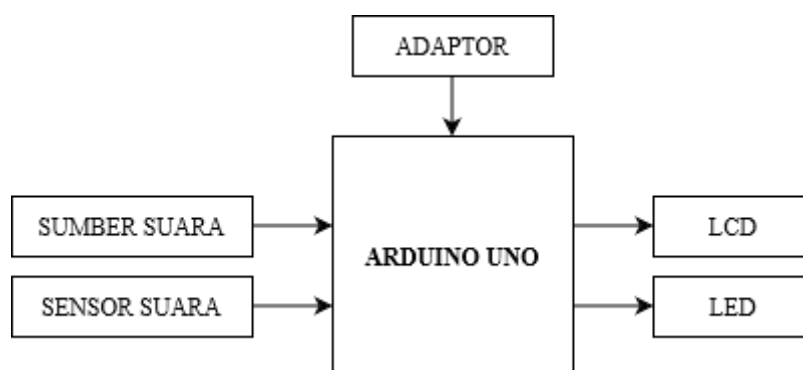 ADAPTOR
SUMBER SUARA
SENSOR SUARA
ARDUINO UNO
LCD
LED